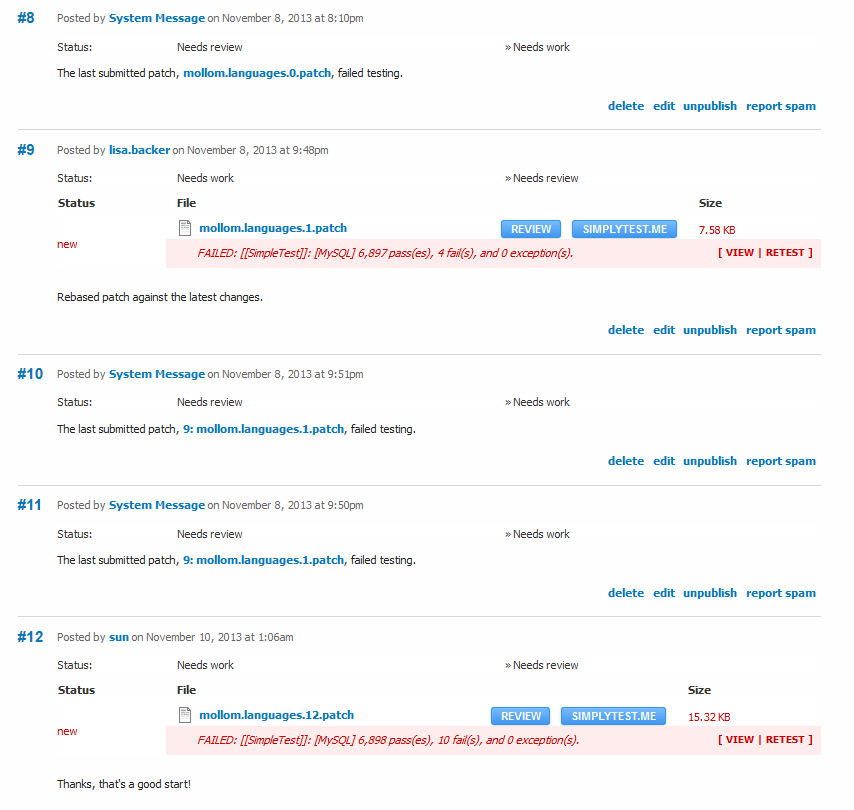 #8 Posted by System Message on November 8, 2013 at 8:10pm
Status: Needs review » Needs work
The last submitted patch, mollom.languages.0.patch, failed testing.
delete edit unpublish report spam
#9 Posted by lisa.backer on November 8, 2013 at 9:48pm
Status: Needs work » Needs review
Status File Size
mollom.languages.1.patch REVIEW SIMPLYTEST.ME 7.58 KB
new
FAILED: [[SimpleTest]]: [MySQL] 6,897 pass(es), 4 fail(s), and 0 exception(s). [ VIEW | RETEST ]
Rebased patch against the latest changes.
delete edit unpublish report spam
#10 Posted by System Message on November 8, 2013 at 9:51pm
Status: Needs review » Needs work
The last submitted patch, 9: mollom.languages.1.patch, failed testing.
delete edit unpublish report spam
#11 Posted by System Message on November 8, 2013 at 9:50pm
Status: Needs review » Needs work
The last submitted patch, 9: mollom.languages.1.patch, failed testing.
delete edit unpublish report spam
#12 Posted by sun on November 10, 2013 at 1:06am
Status: Needs work » Needs review
Status File Size
mollom.languages.12.patch REVIEW SIMPLYTEST.ME 15.32 KB
new
FAILED: [[SimpleTest]]: [MySQL] 6,898 pass(es), 10 fail(s), and 0 exception(s). [ VIEW | RETEST ]
Thanks, that's a good start!